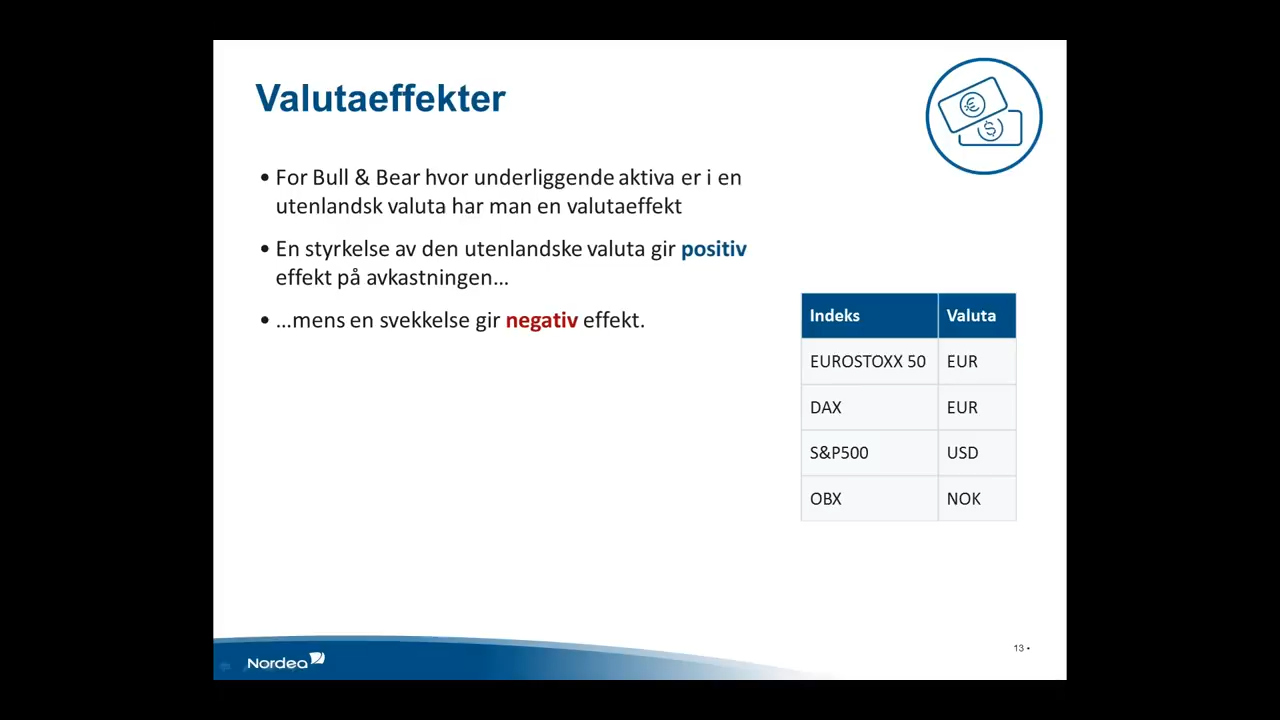 Valutaeffekter
• For Bull & Bear hvor underliggende aktiva er i en
utenlandsk valuta har man en valutaeffekt
• En styrkelse av den utenlandske valuta gir positiv
effekt på avkastningen...
• ...mens en svekkelse gir negativ effekt.
Indeks Valuta
EUROSTOXX 50 EUR
DAX EUR
S&P500 USD
OBX NOK
Nordea
13 •